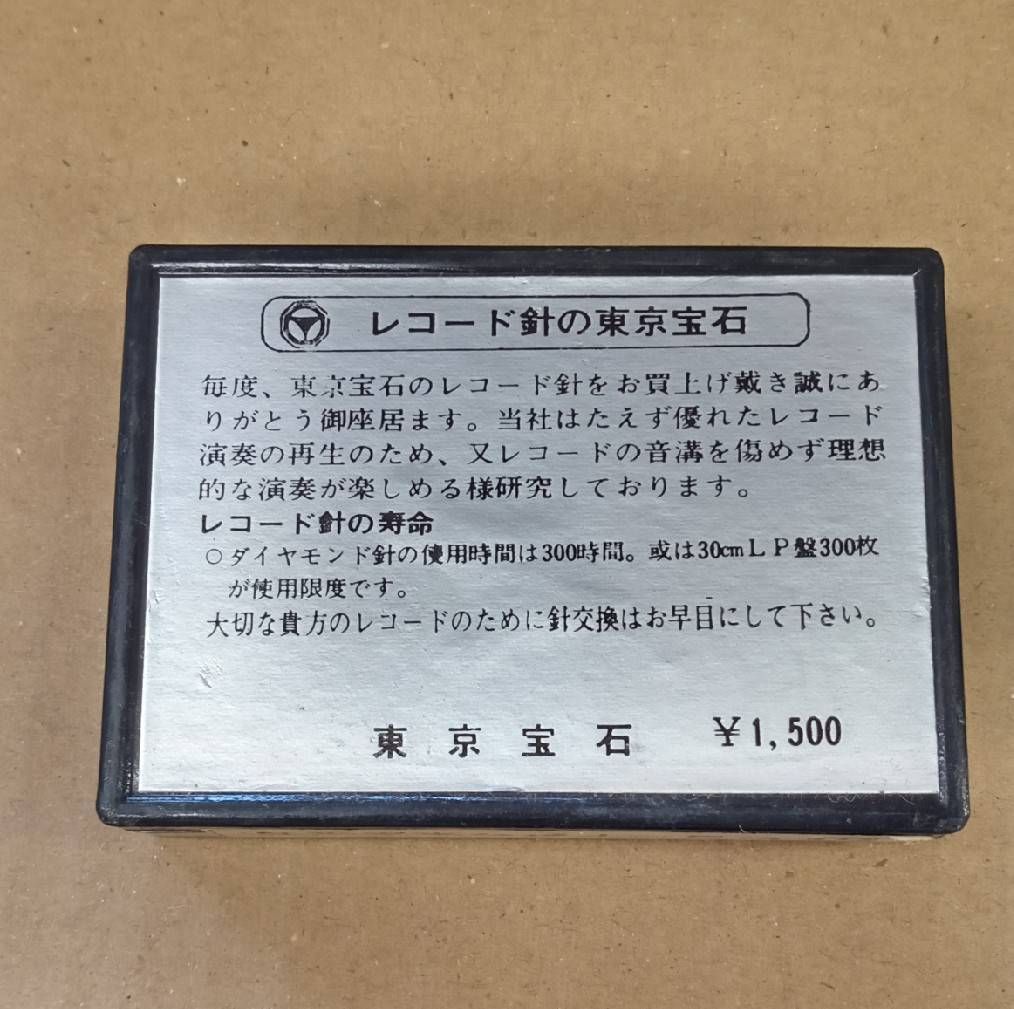 レコード針の東京宝石
毎度、東京宝石のレコード針をお買上げ戴き誠にあ
りがとう御座居ます。当社はたえず優れたレコード
演奏の再生のため、又レコードの音溝を傷めず理想
的な演奏が楽しめる様研究しております。
レコード針の寿命
○ダイヤモンド針の使用時間は300時間。或は30cmLP盤300枚
が使用限度です。
大切な貴方のレコードのために針交換はお早目にして下さい。
東京宝石 ¥1,500